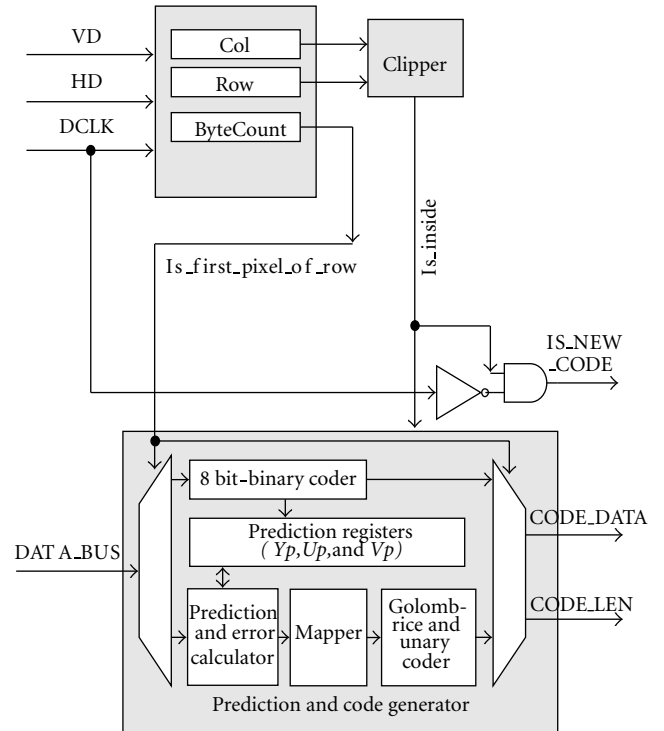 VD
HD
DCLK
Col
Row
ByteCount
Clipper
Is_first_pixel_of_row
Is_inside
IS_NEW
_CODE
8 bit-binary coder
Prediction registers
( Yp,Up,and Vp)
DAT A_BUS
CODE_DATA
CODE_LEN
Prediction
and error
calculator
Mapper
Golomb-
rice and
unary
coder
Prediction and code generator